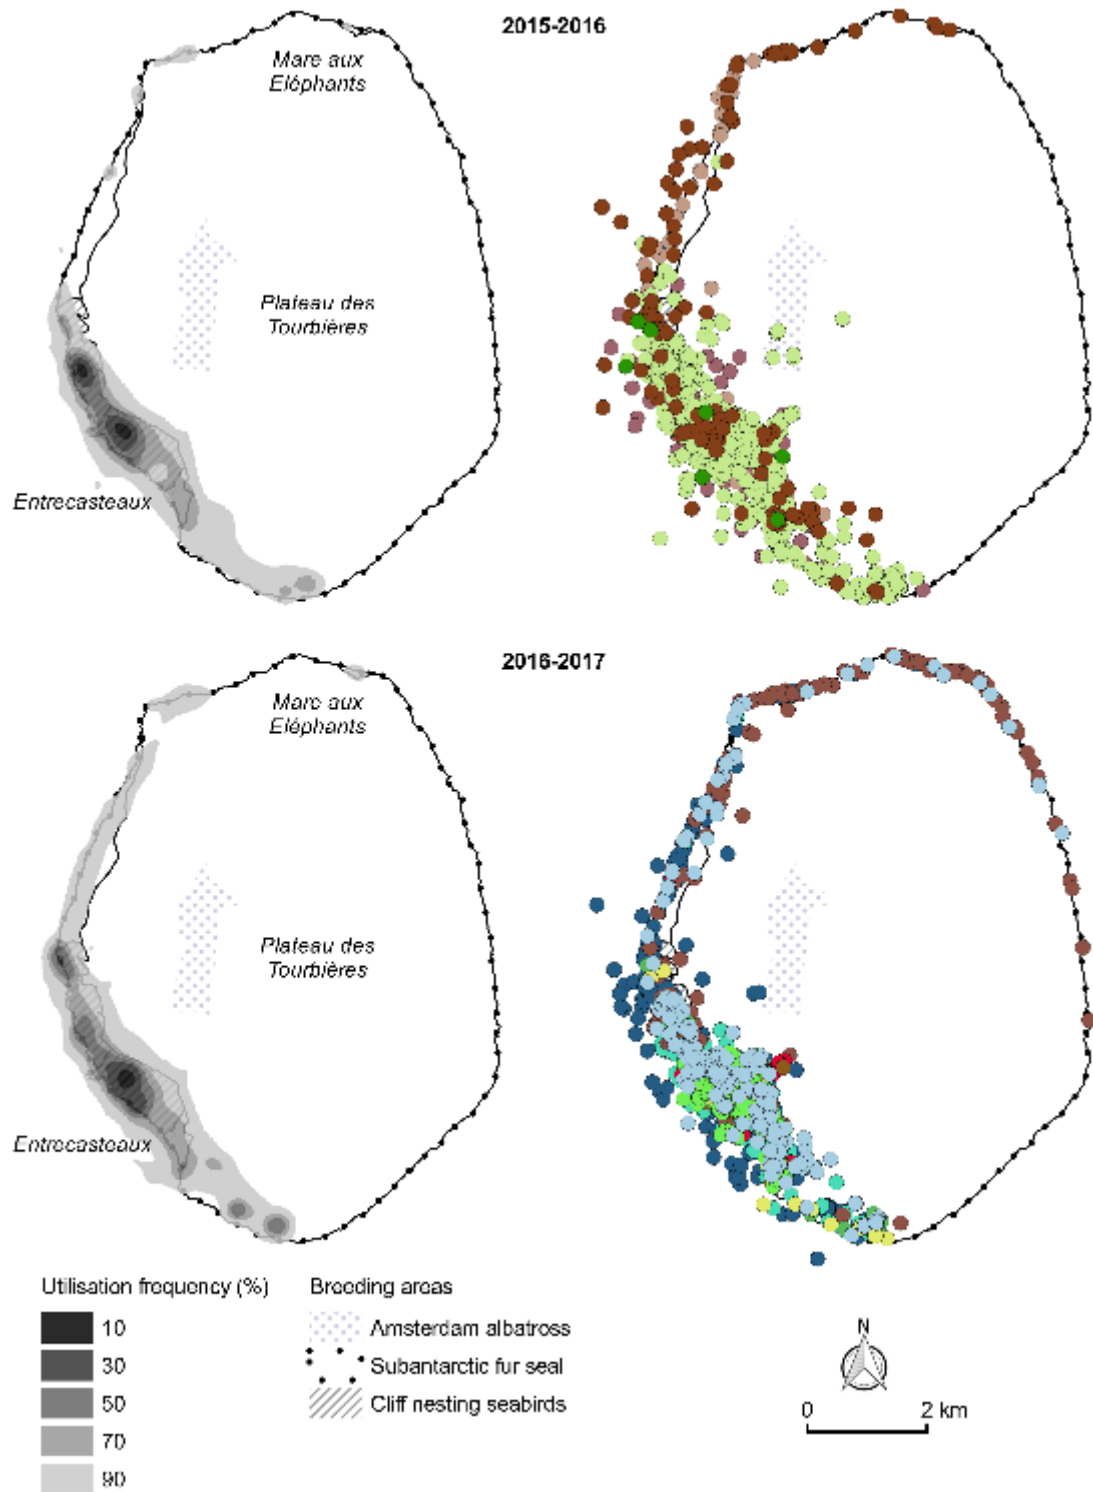 2015-2016
Mare aux
Eléphants
Plateau des
Tourbières
Entrecasteaux
2016-2017
Mare aux
Eléphants
Plateau des
Tourbières
Entrecasteaux
Utilisation frequency (%)
10
30
50
70
90
Breeding areas
Amsterdam albatross
Subantarctic fur seal
Cliff nesting seabirds
N
0 2 km